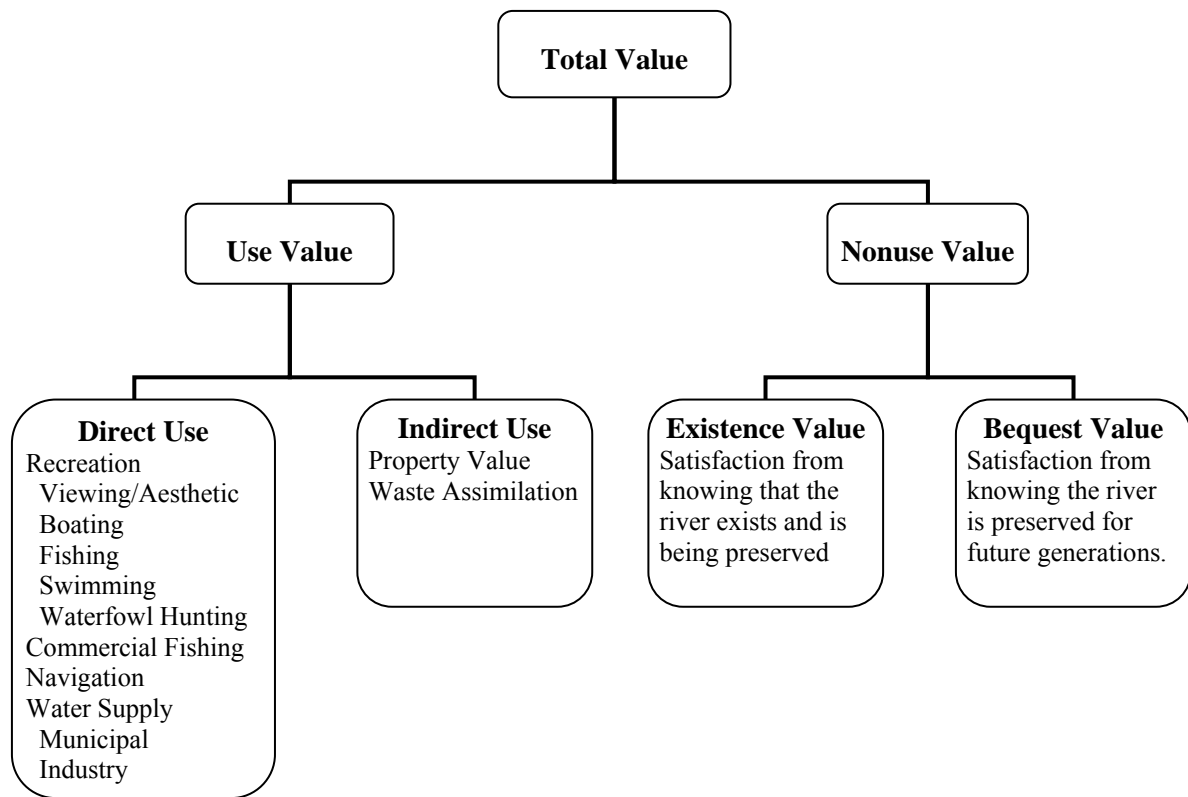 Total Value
Use Value
Nonuse Value
Direct Use
Recreation
Viewing/Aesthetic
Boating
Fishing
Swimming
Waterfowl Hunting
Commercial Fishing
Navigation
Water Supply
Municipal
Industry
Indirect Use
Property Value
Waste Assimilation
Existence Value
Satisfaction from
knowing that the
river exists and is
being preserved
Bequest Value
Satisfaction from
knowing the river
is preserved for
future generations.